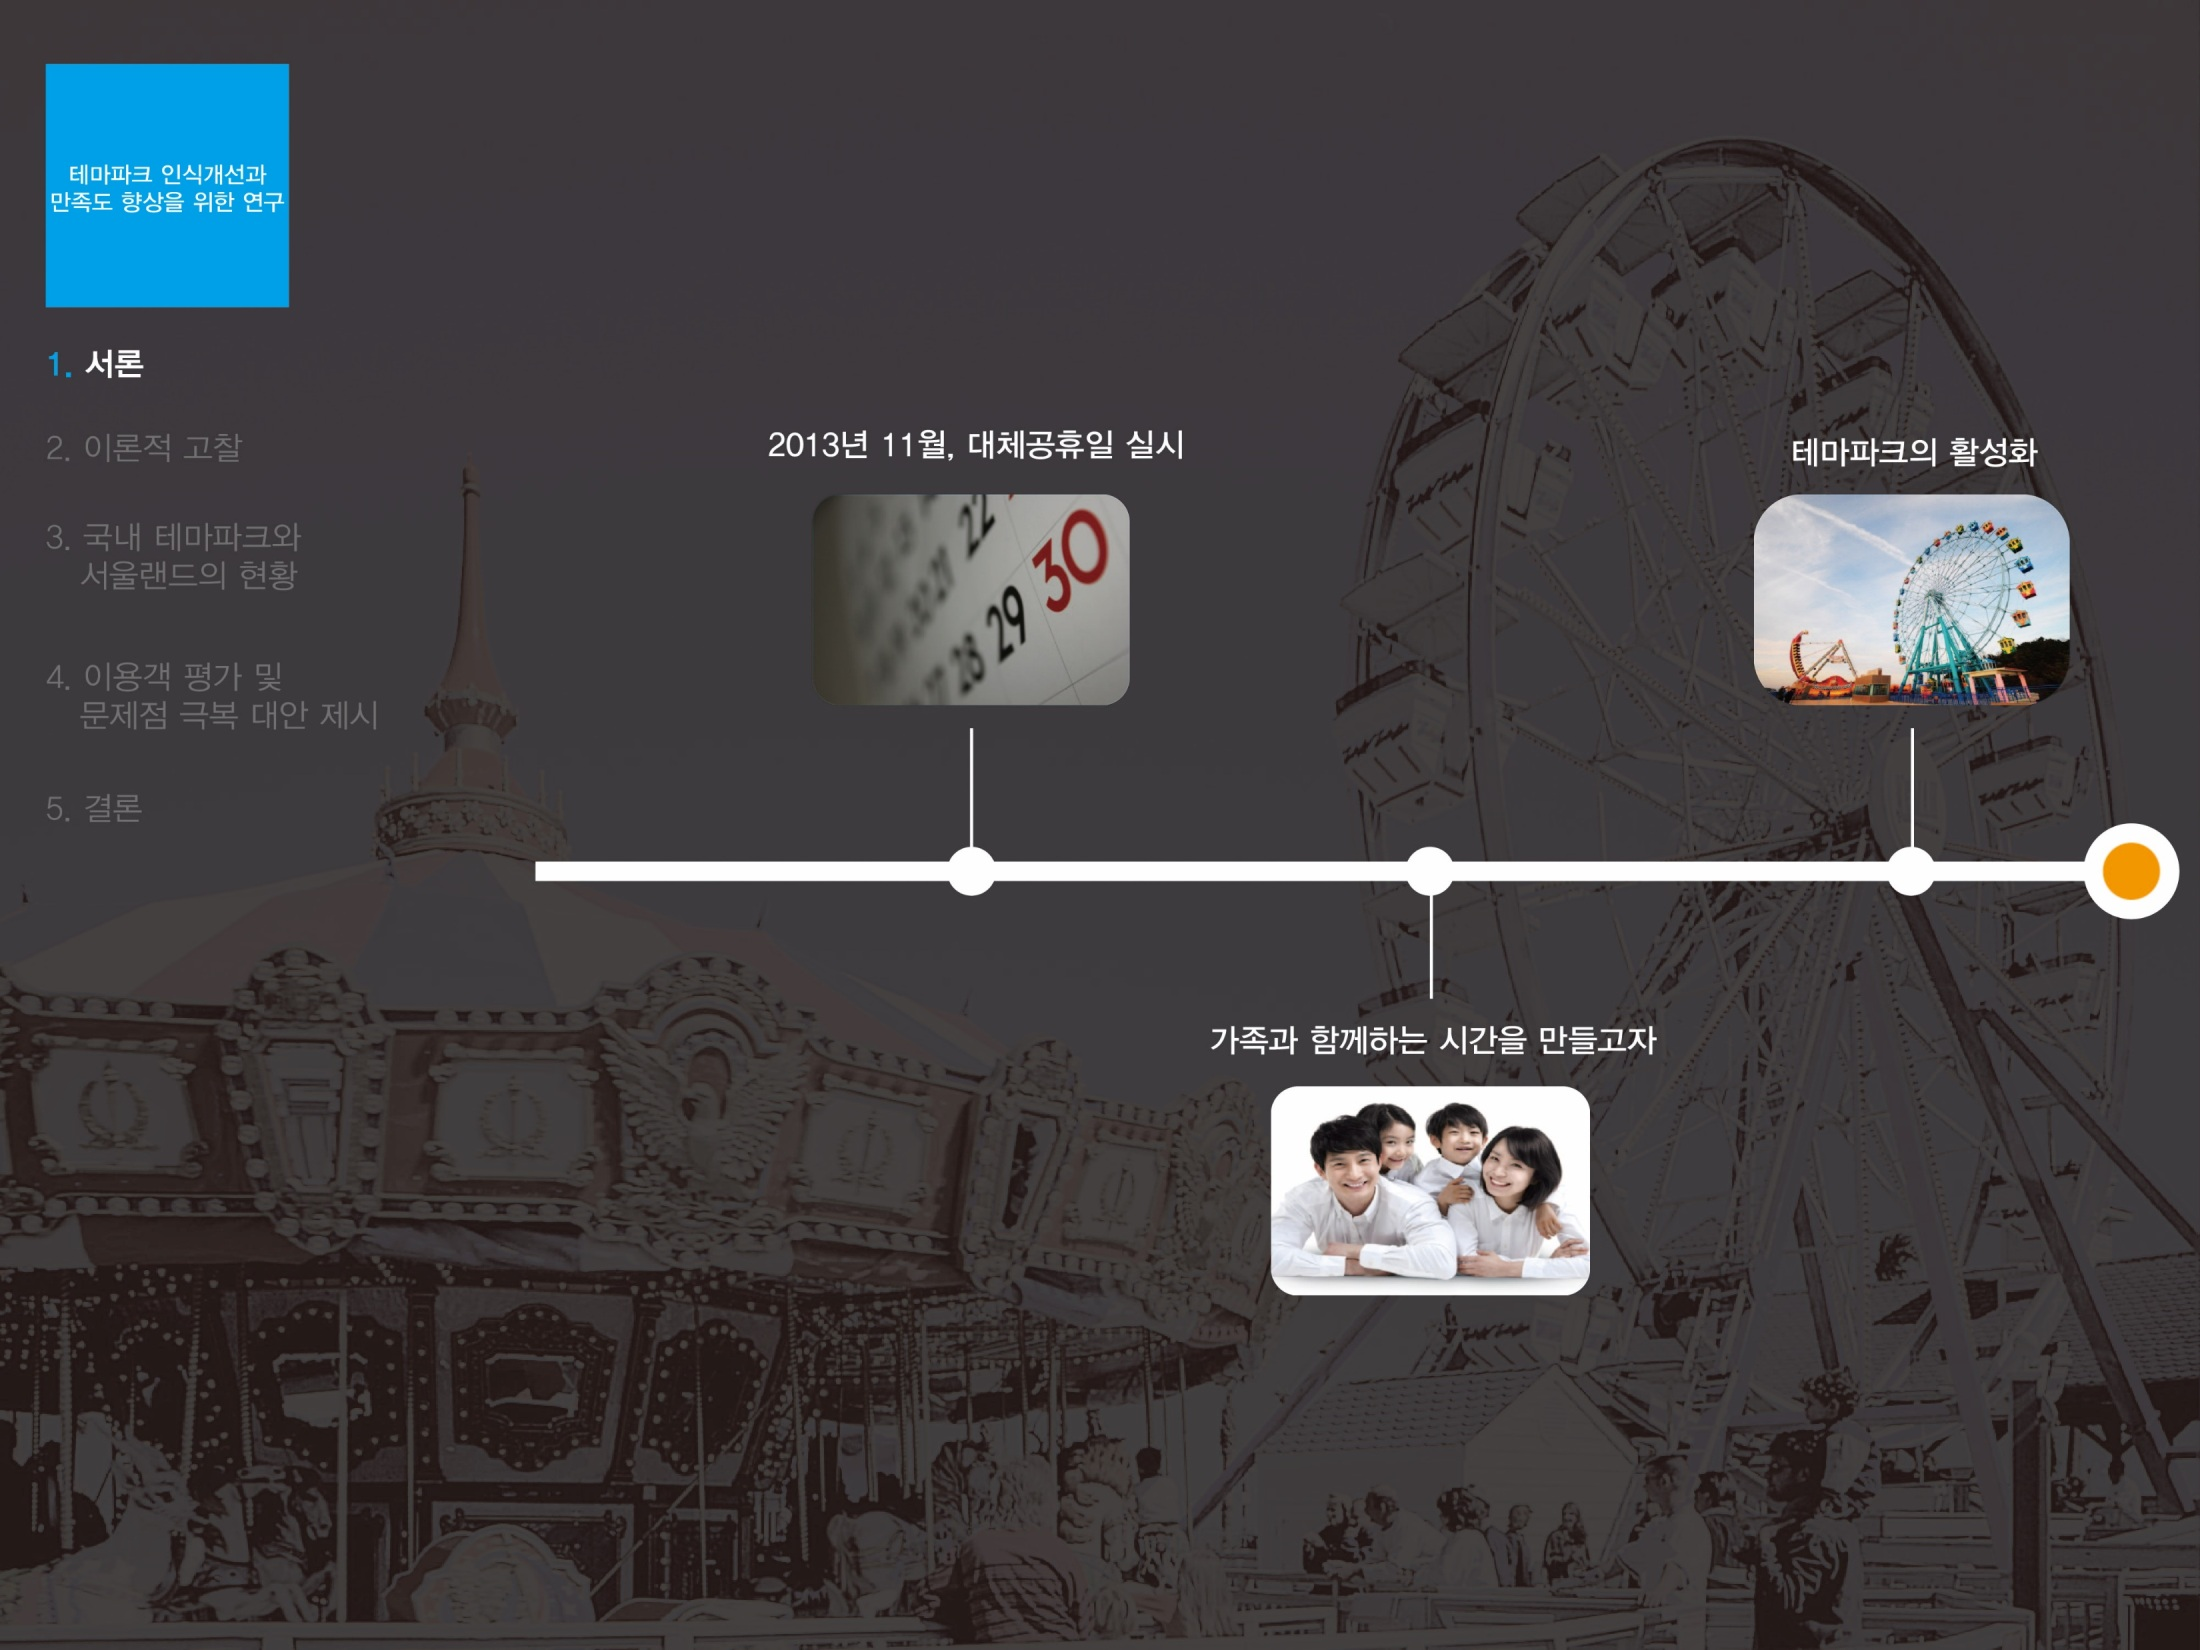 테마파크 인식개선과
만족도 향상을 위한 연구
1. 서론
2. 이론적 고찰
3. 국내 테마파크와
서울랜드의 현황
4. 이용객 평가 및
문제점 극복 대안 제시
5. 결론
2013년 11월, 대체공휴일 실시
22
30
29
28
테마파크의 활성화
가족과 함께하는 시간을 만들고자